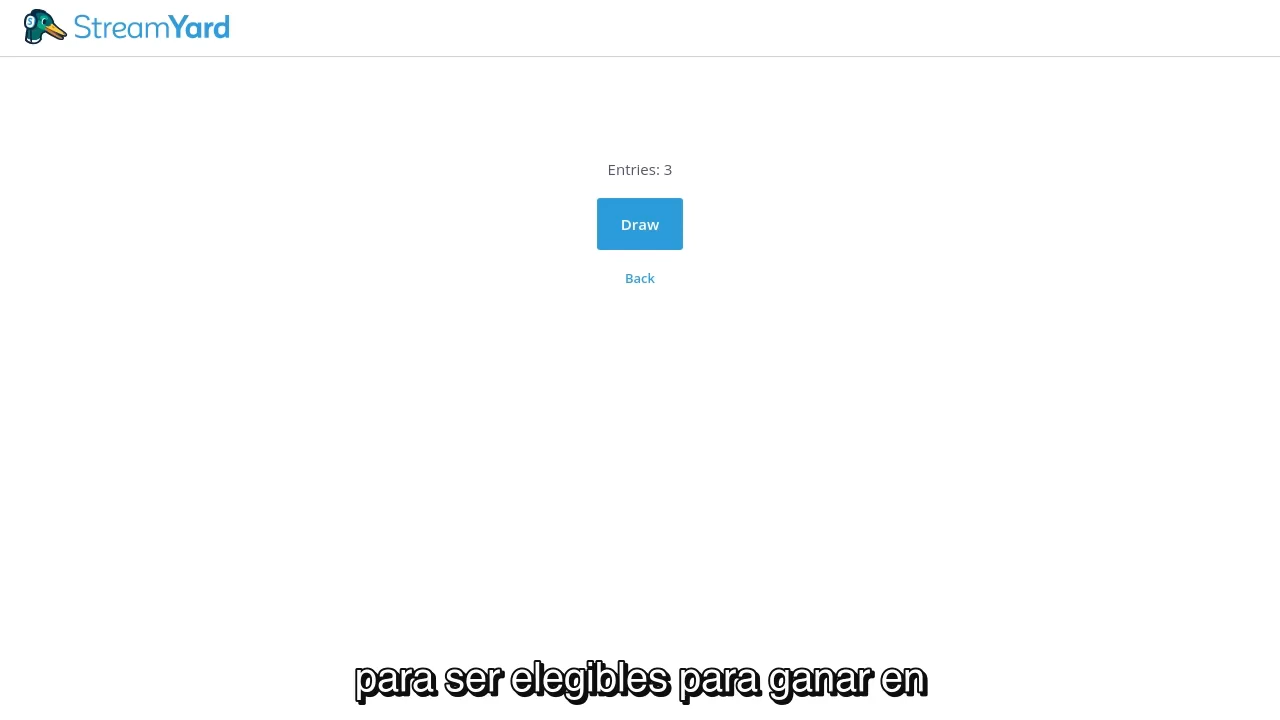 StreamYard
Entries: 3
Draw
Back
para ser elegibles para ganar en